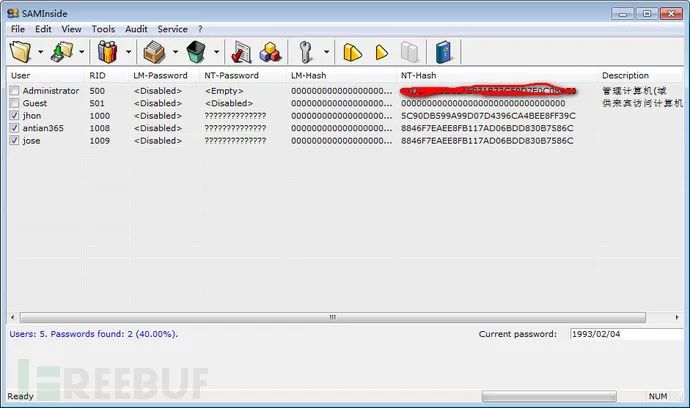 SAMInside
File Edit View Tools Audit Service ?
User RID LM-Password NT-Password LM-Hash NT-Hash Description
Administrator 500 <Disabled> <Empty> 000000000000000000... 管理计算机(域
Guest 501 <Disabled> <Disabled> 000000000000000000... 00000000000000000000000000000000 供来宾访问计算机
jhon 1000 <Disabled> ?????????????? 000000000000000000... 5C90DB599A99D07D4396CA4BEE8FF39C
antian365 1008 <Disabled> ?????????????? 000000000000000000... 8846F7EAEE8FB117AD06BDD830B7586C
jose 1009 <Disabled> ?????????????? 000000000000000000... 8846F7EAEE8FB117AD06BDD830B7586C
Users: 5. Passwords found: 2 (40.00%). Current password: 1993/02/04
FREEBUF
Ready NUM